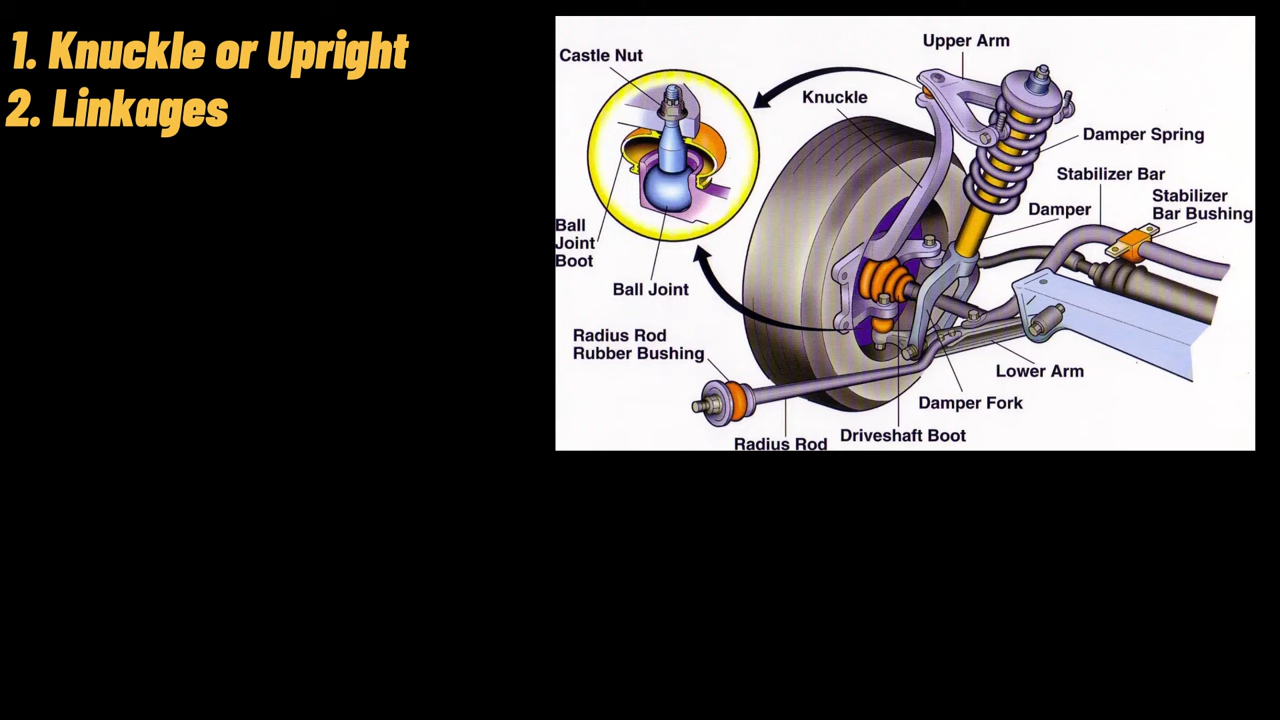 1. Knuckle or Upright
2. Linkages
Upper Arm
Castle Nut
Knuckle
Damper Spring
Stabilizer Bar
Stabilizer
Bar Bushing
Damper
Ball
Joint
Boot
Ball Joint
Radius Rod
Rubber Bushing
Lower Arm
Damper Fork
Driveshaft Boot
Radius Rod